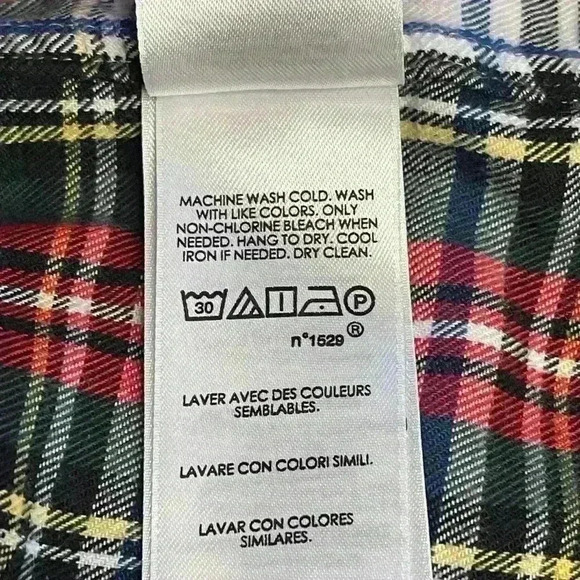 MACHINE WASH COLD. WASH
WITH LIKE COLORS. ONLY
NON-CHLORINE BLEACH WHEN
NEEDED. HANG TO DRY. COOL
IRON IF NEEDED. DRY CLEAN.
30 P
n°1529 ®
LAVER AVEC DES COULEURS
SEMBLABLES.
LAVARE CON COLORI SIMILI.
LAVAR CON COLORES
SIMILARES.